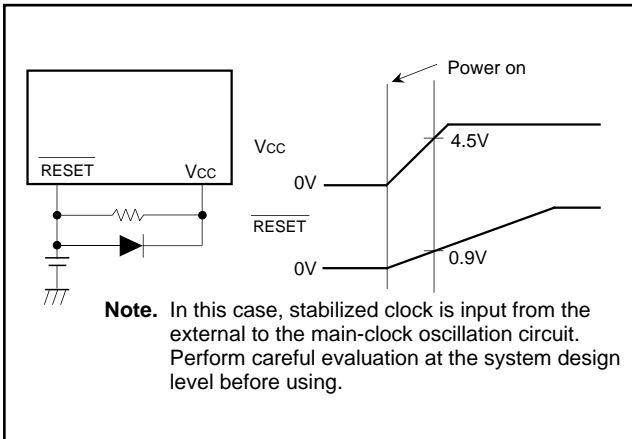 Power on
VCC
4.5V
RESET
VCC
0V
RESET
0.9V
0V
Note. In this case, stabilized clock is input from the
external to the main-clock oscillation circuit.
Perform careful evaluation at the system design
level before using.